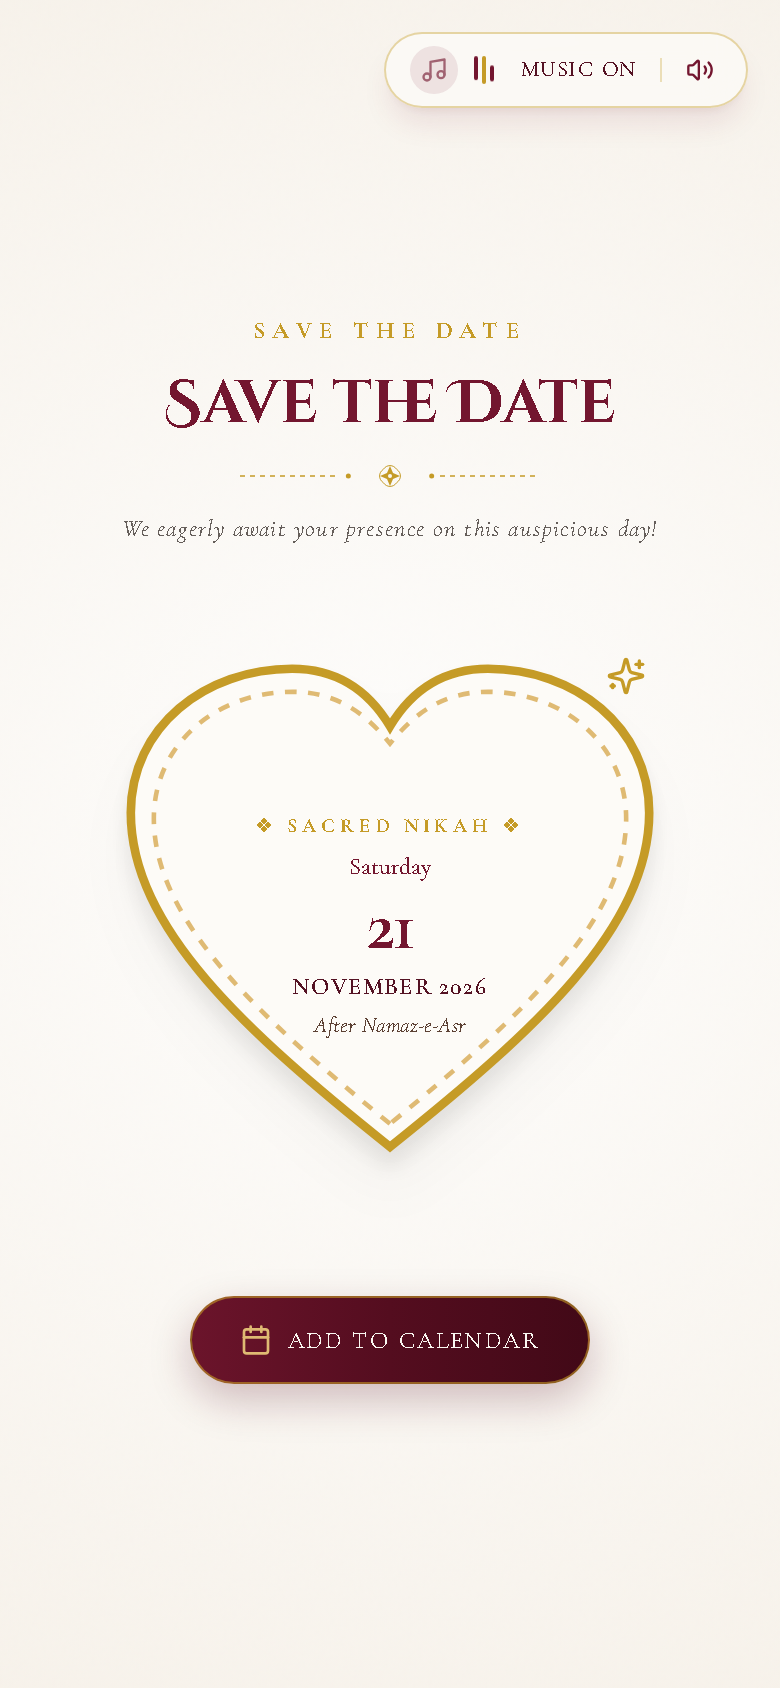 MUSIC ON
SAVE THE DATE
SAVE THE DATE
We eagerly await your presence on this auspicious day!
❖ SACRED NIKAH ❖
Saturday
21
NOVEMBER 2026
After Namaz-e-Asr
ADD TO CALENDAR